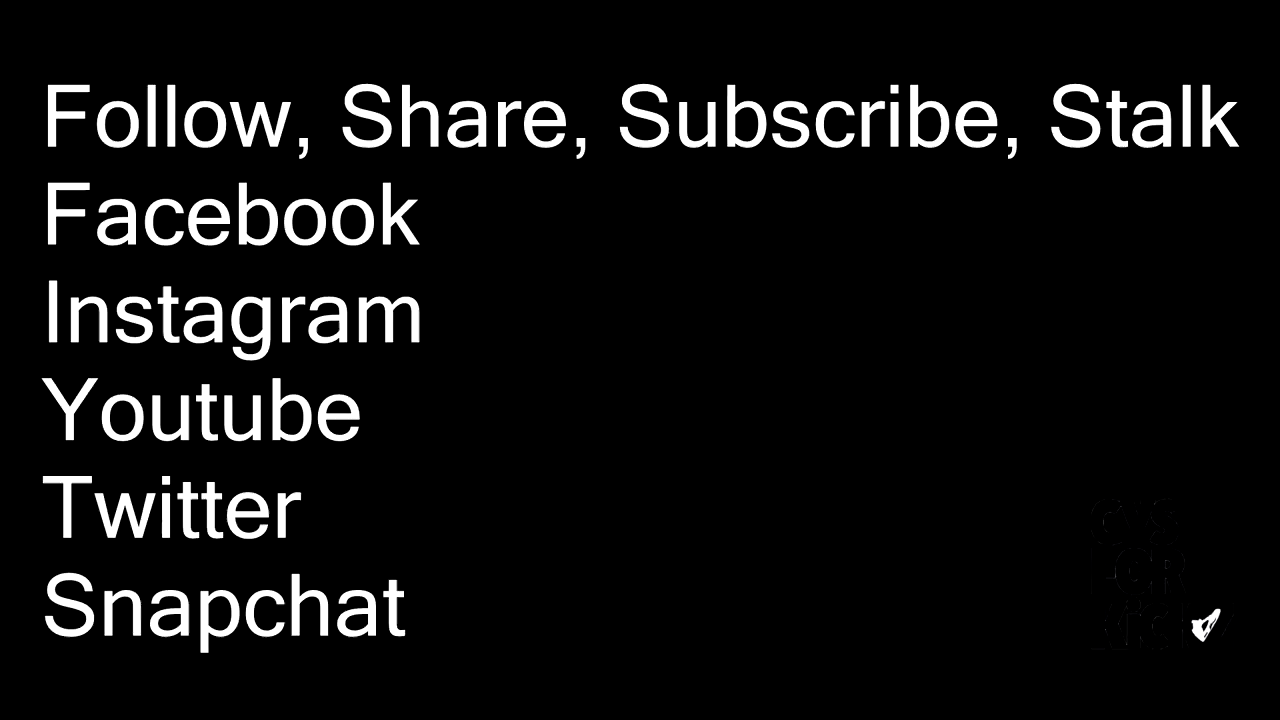 Follow, Share, Subscribe, Stalk
Facebook
Instagram
Youtube
Twitter
Snapchat